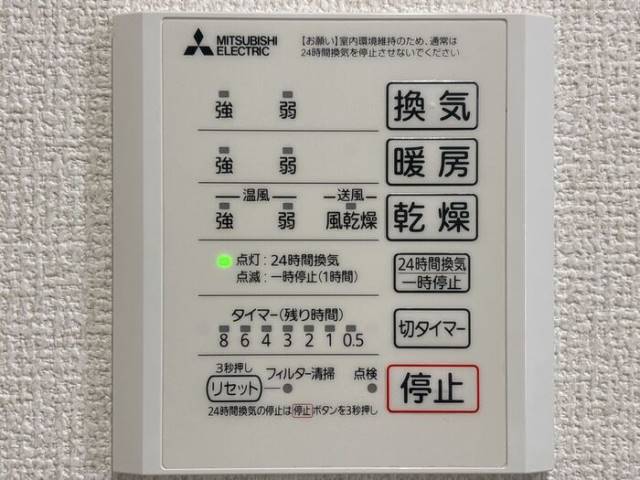 MITSUBISHI
ELECTRIC
【お願い】室内環境維持のため、通常は
24時間換気を停止させないでください
強 弱 換気
強 弱 暖房
温風 送風
強 弱 風乾燥 乾燥
点灯:24時間換気
点滅:一時停止(1時間)
24時間換気
一時停止
タイマー(残り時間)
8 6 4 3 2 1 0.5
切タイマー
3秒押し
リセット フィルター清掃 点検
停止
24時間換気の停止は停止ボタンを3秒押し